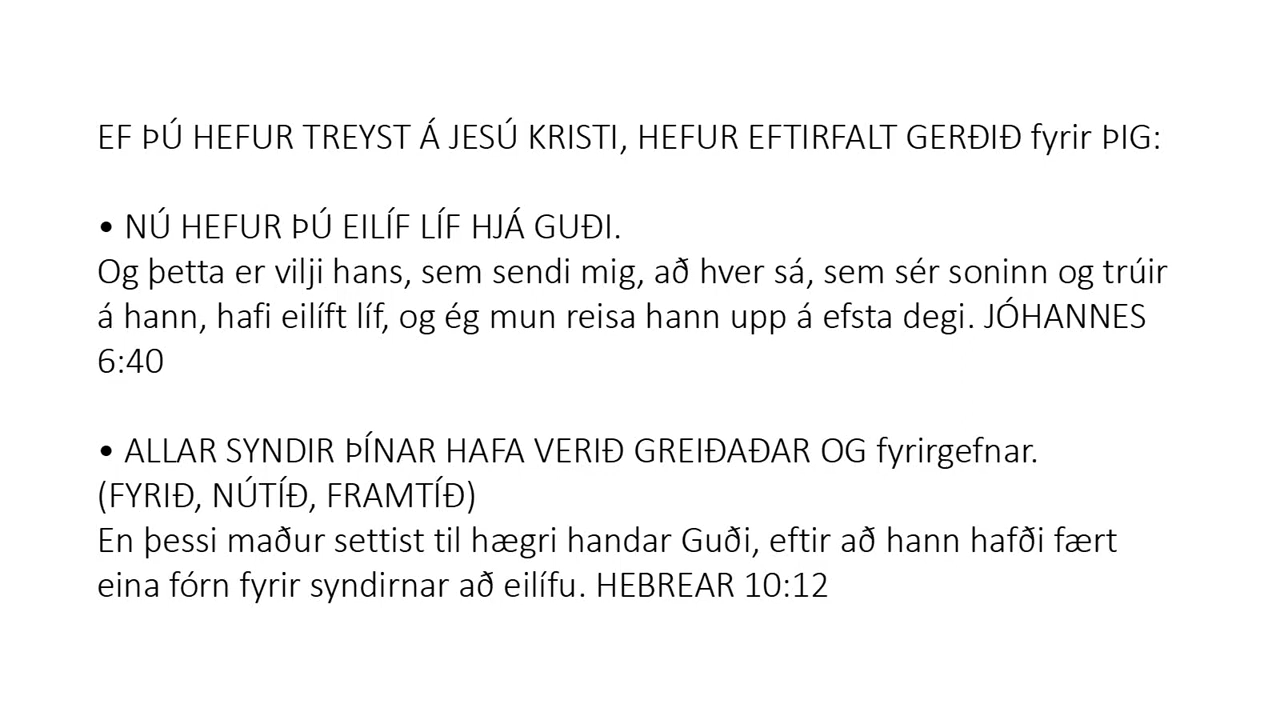 EF ÞÚ HEFUR TREYST Á JESÚ KRISTI, HEFUR EFTIRFALT GERÐIÐ fyrir ÞIG:
• NÚ HEFUR ÞÚ EILÍF LÍF HJÁ GUÐI.
Og þetta er vilji hans, sem sendi mig, að hver sá, sem sér soninn og trúir
á hann, hafi eilíft líf, og ég mun reisa hann upp á efsta degi. JÓHANNES
6:40
• ALLAR SYNDIR ÞÍNAR HAFA VERIÐ GREIÐAÐAR OG fyrirgefnar.
(FYRIÐ, NÚTÍÐ, FRAMTÍÐ)
En þessi maður settist til hægri handar Guði, eftir að hann hafði fært
eina fórn fyrir syndirnar að eilífu. HEBREAR 10:12